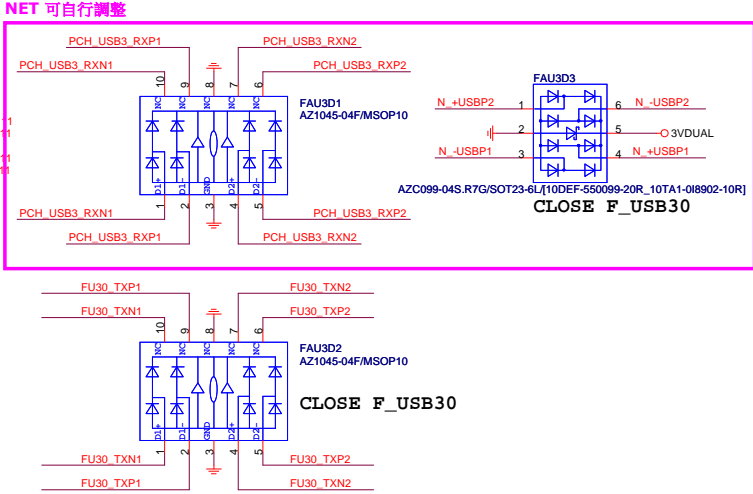 NET 可自行調整
PCH_USB3_RXP1
PCH_USB3_RXN2
PCH_USB3_RXN1
PCH_USB3_RXP2
10
9
8
7
6
NC
NC
NC
NC
FAU3D1
AZ1045-04F/MSOP10
D1+
D1-
GND
D2+
D2-
1
2
3
4
5
PCH_USB3_RXN1
PCH_USB3_RXP2
PCH_USB3_RXP1
PCH_USB3_RXN2
11
11
11
11
FAU3D3
N_+USBP2
1
6
N_-USBP2
2
5
3VDUAL
N_-USBP1
3
4
N_+USBP1
AZC099-04S.R7G/SOT23-6L/[10DEF-550099-20R_10TA1-0I8902-10R]
CLOSE F_USB30
FU30_TXP1
FU30_TXN2
FU30_TXN1
FU30_TXP2
10
9
8
7
6
NC
NC
NC
NC
FAU3D2
AZ1045-04F/MSOP10
CLOSE F_USB30
D1+
D1-
GND
D2+
D2-
1
2
3
4
5
FU30_TXN1
FU30_TXP2
FU30_TXP1
FU30_TXN2